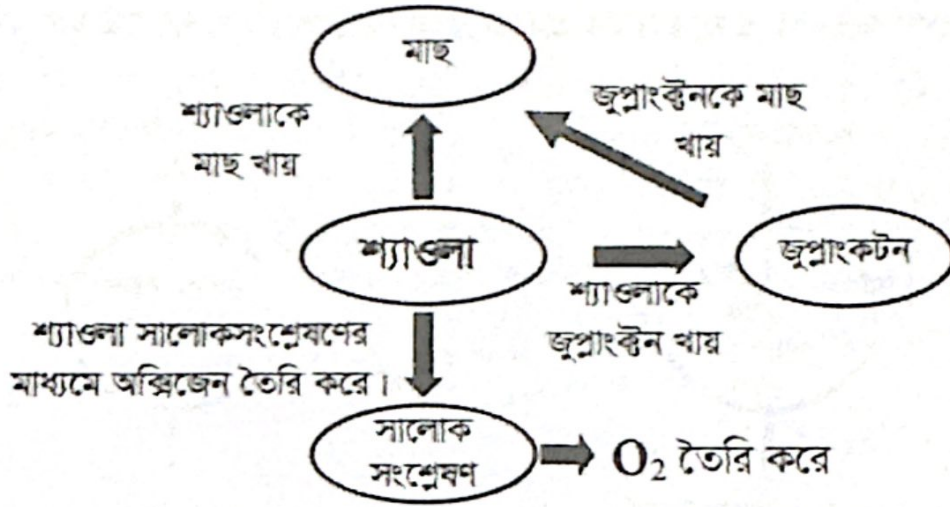 মাছ
শ্যাওলাকে
মাছ খায়
জুপ্লাংক্টনকে মাছ
খায়
শ্যাওলা
জুপ্লাংকটন
শ্যাওলাকে
জুপ্লাংক্টন খায়
শ্যাওলা সালোকসংশ্লেষণের
মাধ্যমে অক্সিজেন তৈরি করে।
সালোক
সংশ্লেষণ
O₂ তৈরি করে